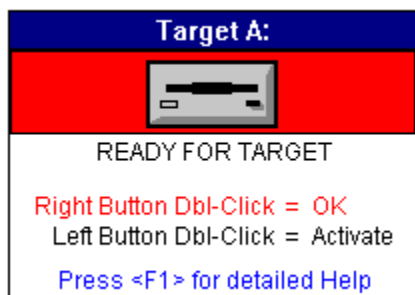 Target A:
READY FOR TARGET
Right Button Dbl-Click = OK
Left Button Dbl-Click = Activate
Press <F1> for detailed Help